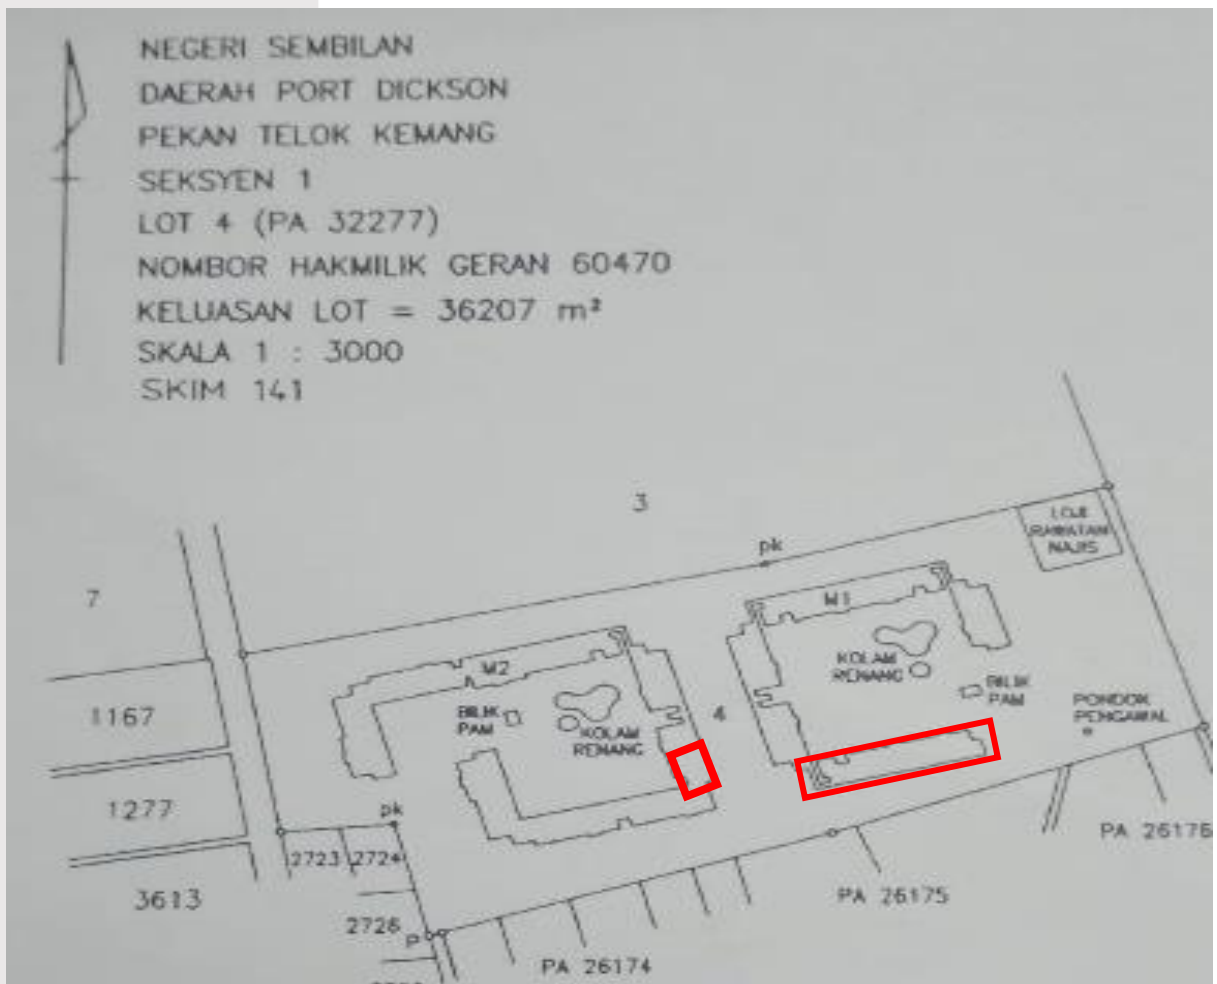 NEGERI SEMBILAN
DAERAH PORT DICKSON
PEKAN TELOK KEMANG
SEKSYEN 1
LOT 4 (PA 32277)
NOMBOR HAKMILIK GERAN 60470
KELUASAN LOT = 36207 m²
SKALA 1 : 3000
SKIM 141
3
LOJI
RAWATAN
NAJIS
pk
7
M1
KOLAM
RENANG
M2
BILIK
PAM
1167
BILIK
PAM
4
PONDOK
PENGAWAL
KOLAM
RENANG
1277
pk
PA 26176
2723
2724
3613
PA 26175
2726
P
PA 26174